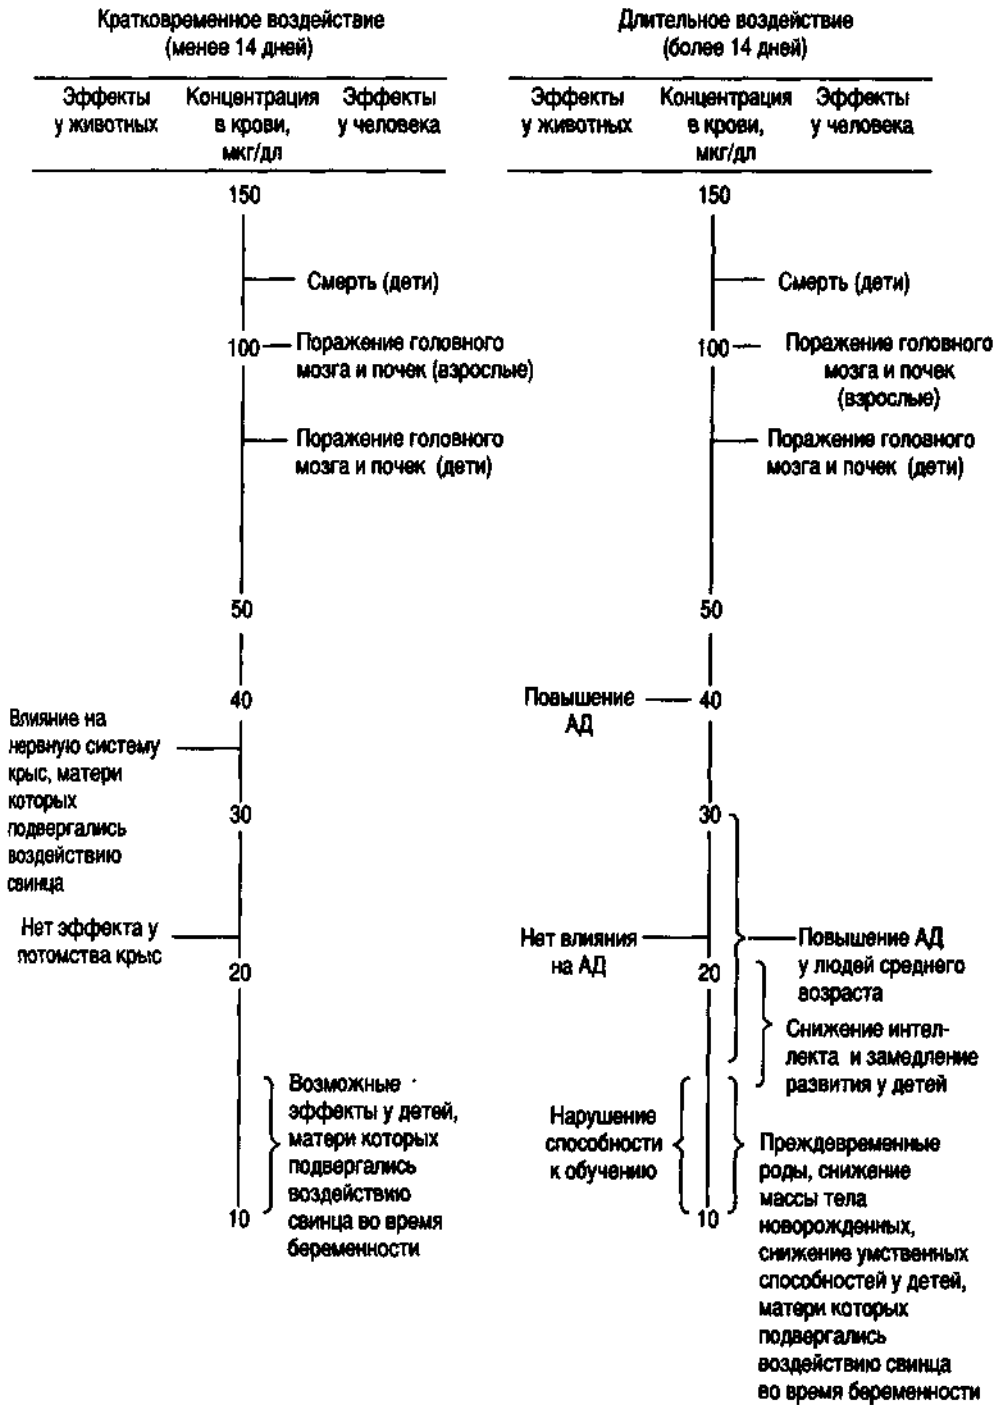 Кратковременное воздействие
(менее 14 дней)
Эффекты
у животных
Концентрация
в крови,
мкг/дл
Эффекты
у человека
150
Смерть (дети)
100
Поражение головного
мозга и почек (взрослые)
Поражение головного
мозга и почек (дети)
50
40
Влияние на
нервную систему
крыс, матери
которых
подвергались
воздействию
свинца
30
Нет эффекта у
потомства крыс
20
Возможные
эффекты у детей,
матери которых
подвергались
воздействию
свинца во время
беременности
10
Длительное воздействие
(более 14 дней)
Эффекты
у животных
Концентрация
в крови,
мкг/дл
Эффекты
у человека
150
Смерть (дети)
100
Поражение головного
мозга и почек
(взрослые)
Поражение головного
мозга и почек (дети)
50
Повышение
АД
40
30
Нет влияния
на АД
Повышение АД
у людей среднего
возраста
20
Снижение интел-
лекта и замедление
развития у детей
Нарушение
способности
к обучению
10
Преждевременные
роды, снижение
массы тела
новорожденных,
снижение умственных
способностей у детей,
матери которых
подвергались
воздействию свинца
во время беременности